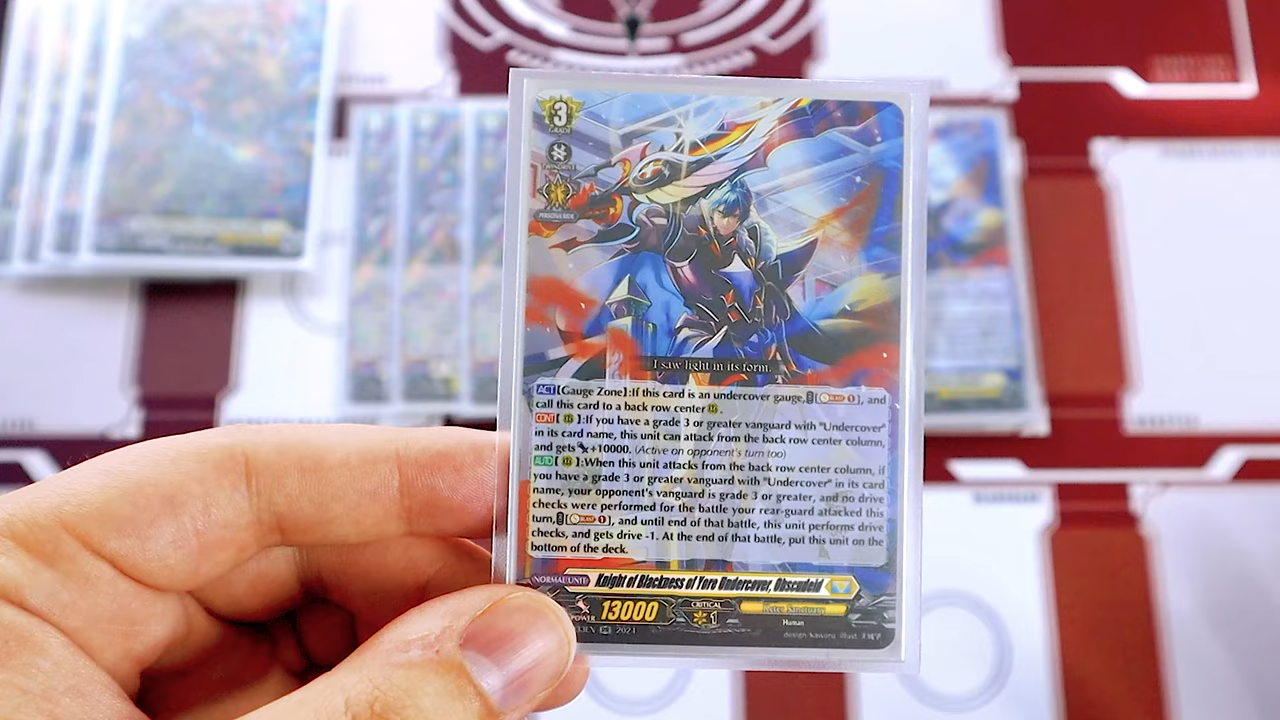 3
GRADE
PERSONA RIDE
I saw light in its form.
ACT [Gauge Zone]:If this card is an undercover gauge, [BLAST 1], and
call this card to a back row center.
CONT [ ]:If you have a grade 3 or greater vanguard with "Undercover"
in its card name, this unit can attack from the back row center column,
and gets +10000. (Active on opponent's turn too)
AUTO [ ]:When this unit attacks from the back row center column, if
you have a grade 3 or greater vanguard with "Undercover" in its card
name, your opponent's vanguard is grade 3 or greater, and no drive
checks were performed for the battle your rear-guard attacked this
turn, [BLAST 1], and until end of that battle, this unit performs drive
checks, and gets drive -1. At the end of that battle, put this unit on the
bottom of the deck.
NORMAL UNIT Knight of Blackness of Yore Undercover, Obscudeid
POWER 13000 CRITICAL 1 Keter Sanctuary
Human
2021 design:kaworu illust: